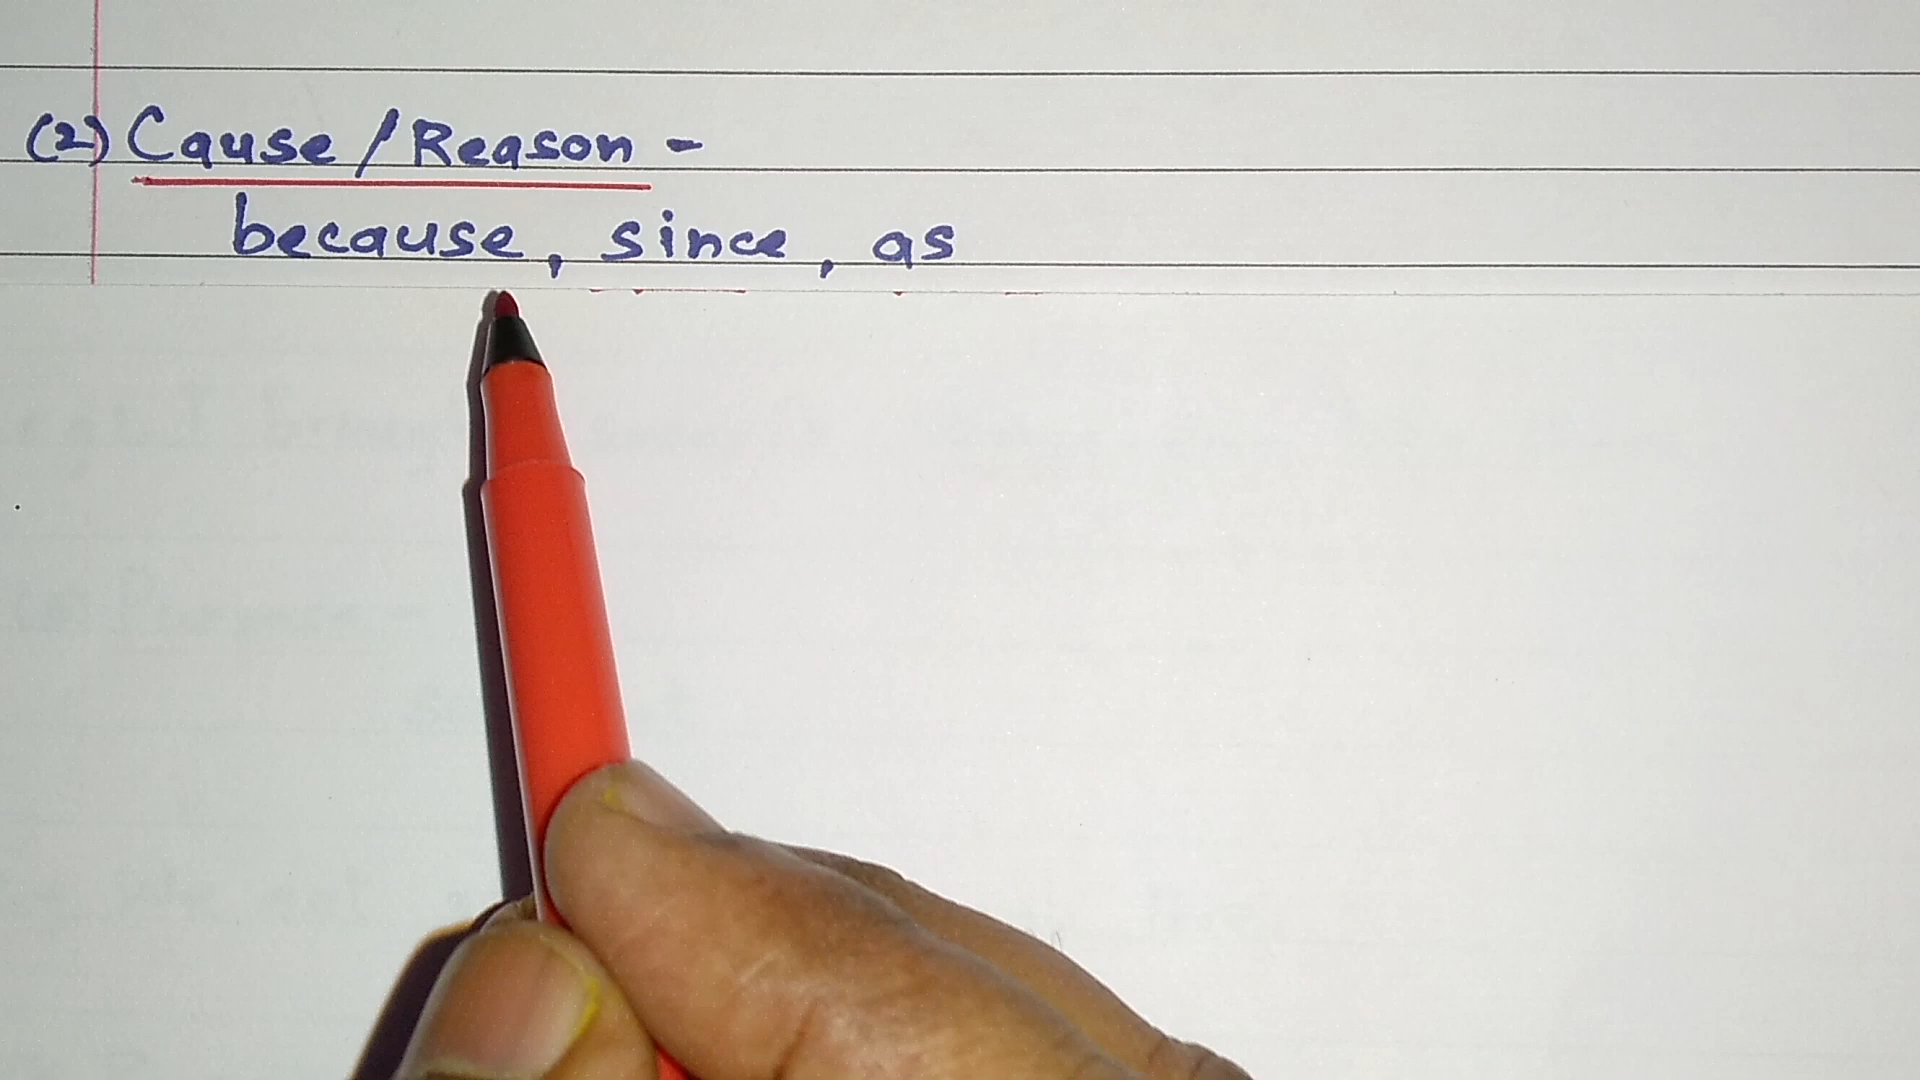 (2) Cause / Reason -
because, since, as